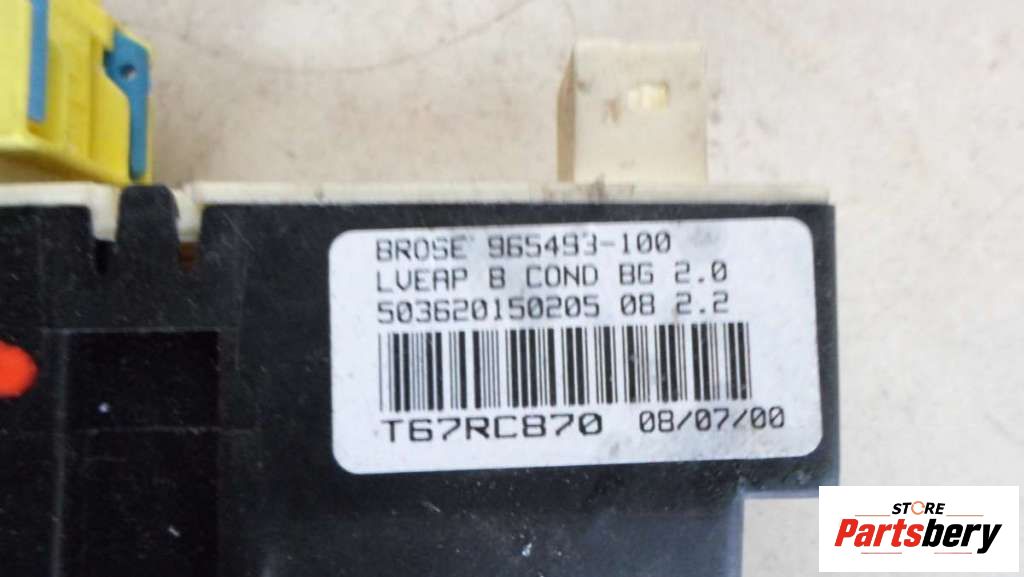 BROSE 965493-100
LVEAP B COND BG 2.0
503620150205 08 2.2
T67RC870 08/07/00
STORE
Partsbery